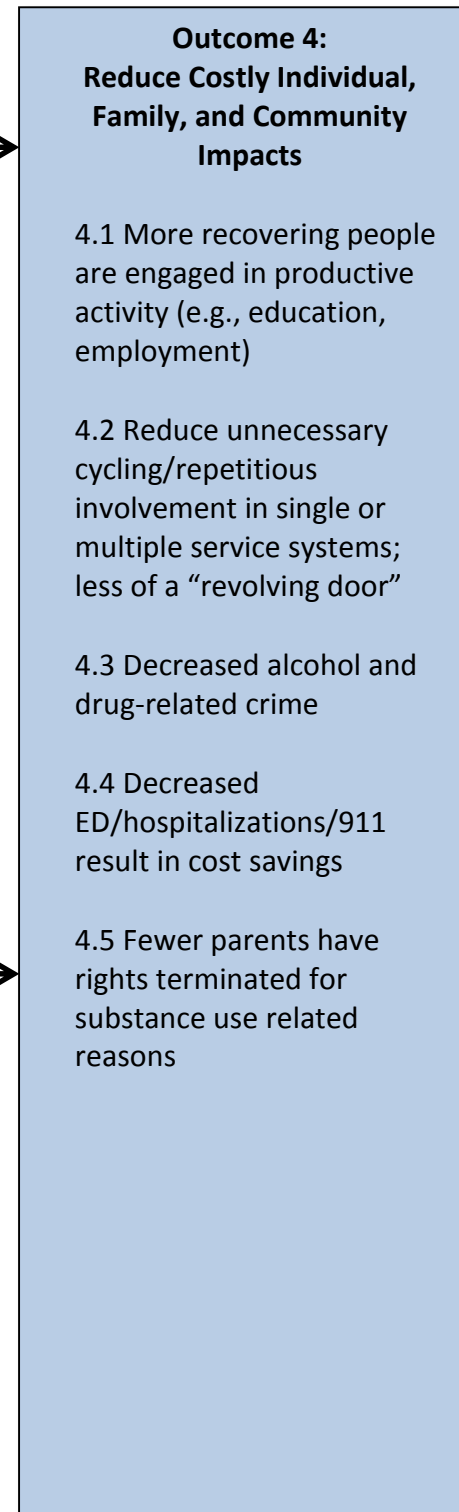 Outcome 4:
Reduce Costly Individual,
Family, and Community
Impacts
4.1 More recovering people
are engaged in productive
activity (e.g., education,
employment)
4.2 Reduce unnecessary
cycling/repetitious
involvement in single or
multiple service systems;
less of a “revolving door”
4.3 Decreased alcohol and
drug-related crime
4.4 Decreased
ED/hospitalizations/911
result in cost savings
4.5 Fewer parents have
rights terminated for
substance use related
reasons